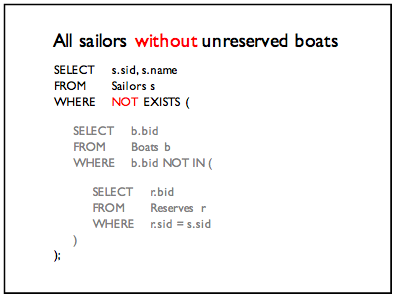 All sailors without unreserved boats
SELECT s.sid, s.name
FROM Sailors s
WHERE NOT EXISTS (
SELECT b.bid
FROM Boats b
WHERE b.bid NOT IN (
SELECT r.bid
FROM Reserves r
WHERE r.sid = s.sid
)
);